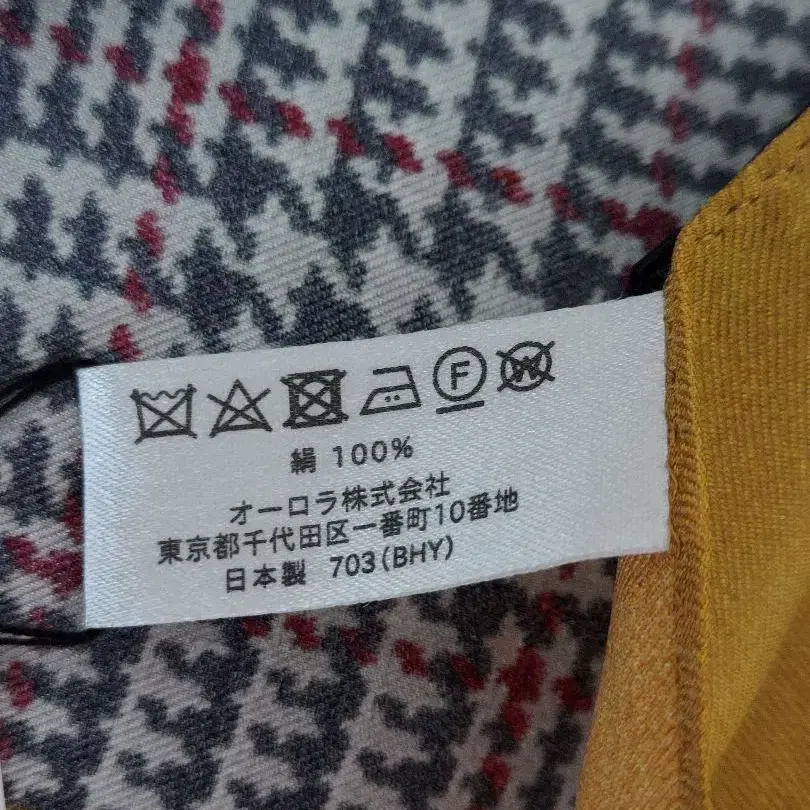 F W
絹 100%
オーロラ株式会社
東京都千代田区一番町10番地
日本製 703(BHY)